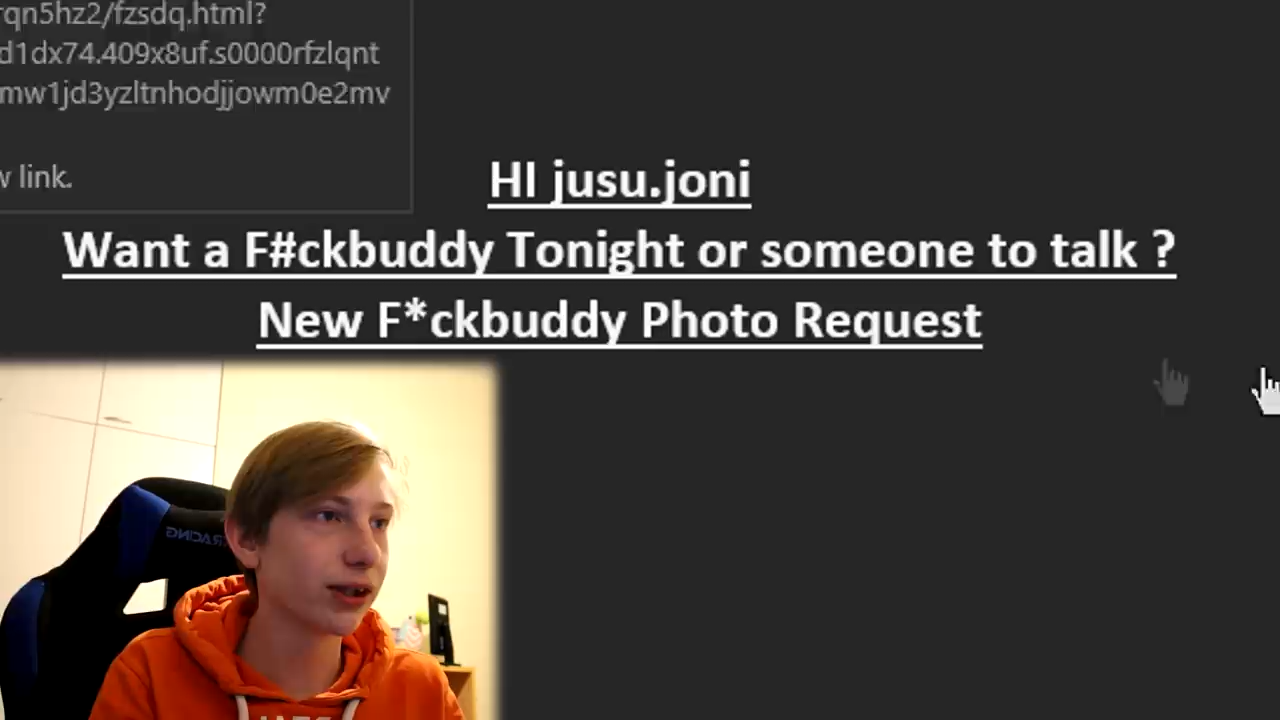 rqn5hz2/fzsdq.html?
d1dx74.409x8uf.s0000rfzlqnt
mw1jd3yzltnhodjjowm0e2mv
w link.
HI jusu.joni
Want a F#ckbuddy Tonight or someone to talk ?
New F*ckbuddy Photo Request
RACING